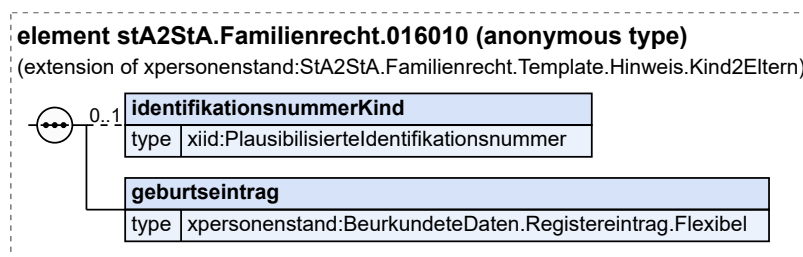 element stA2StA.Familienrecht.016010 (anonymous type)
(extension of xpersonenstand:StA2StA.Familienrecht.Template.Hinweis.Kind2Eltern)
0..1
identifikationsnummerKind
type xiid:PlausibilisierteIdentifikationsnummer
geburtseintrag
type xpersonenstand:BeurkundeteDaten.Registereintrag.Flexibel